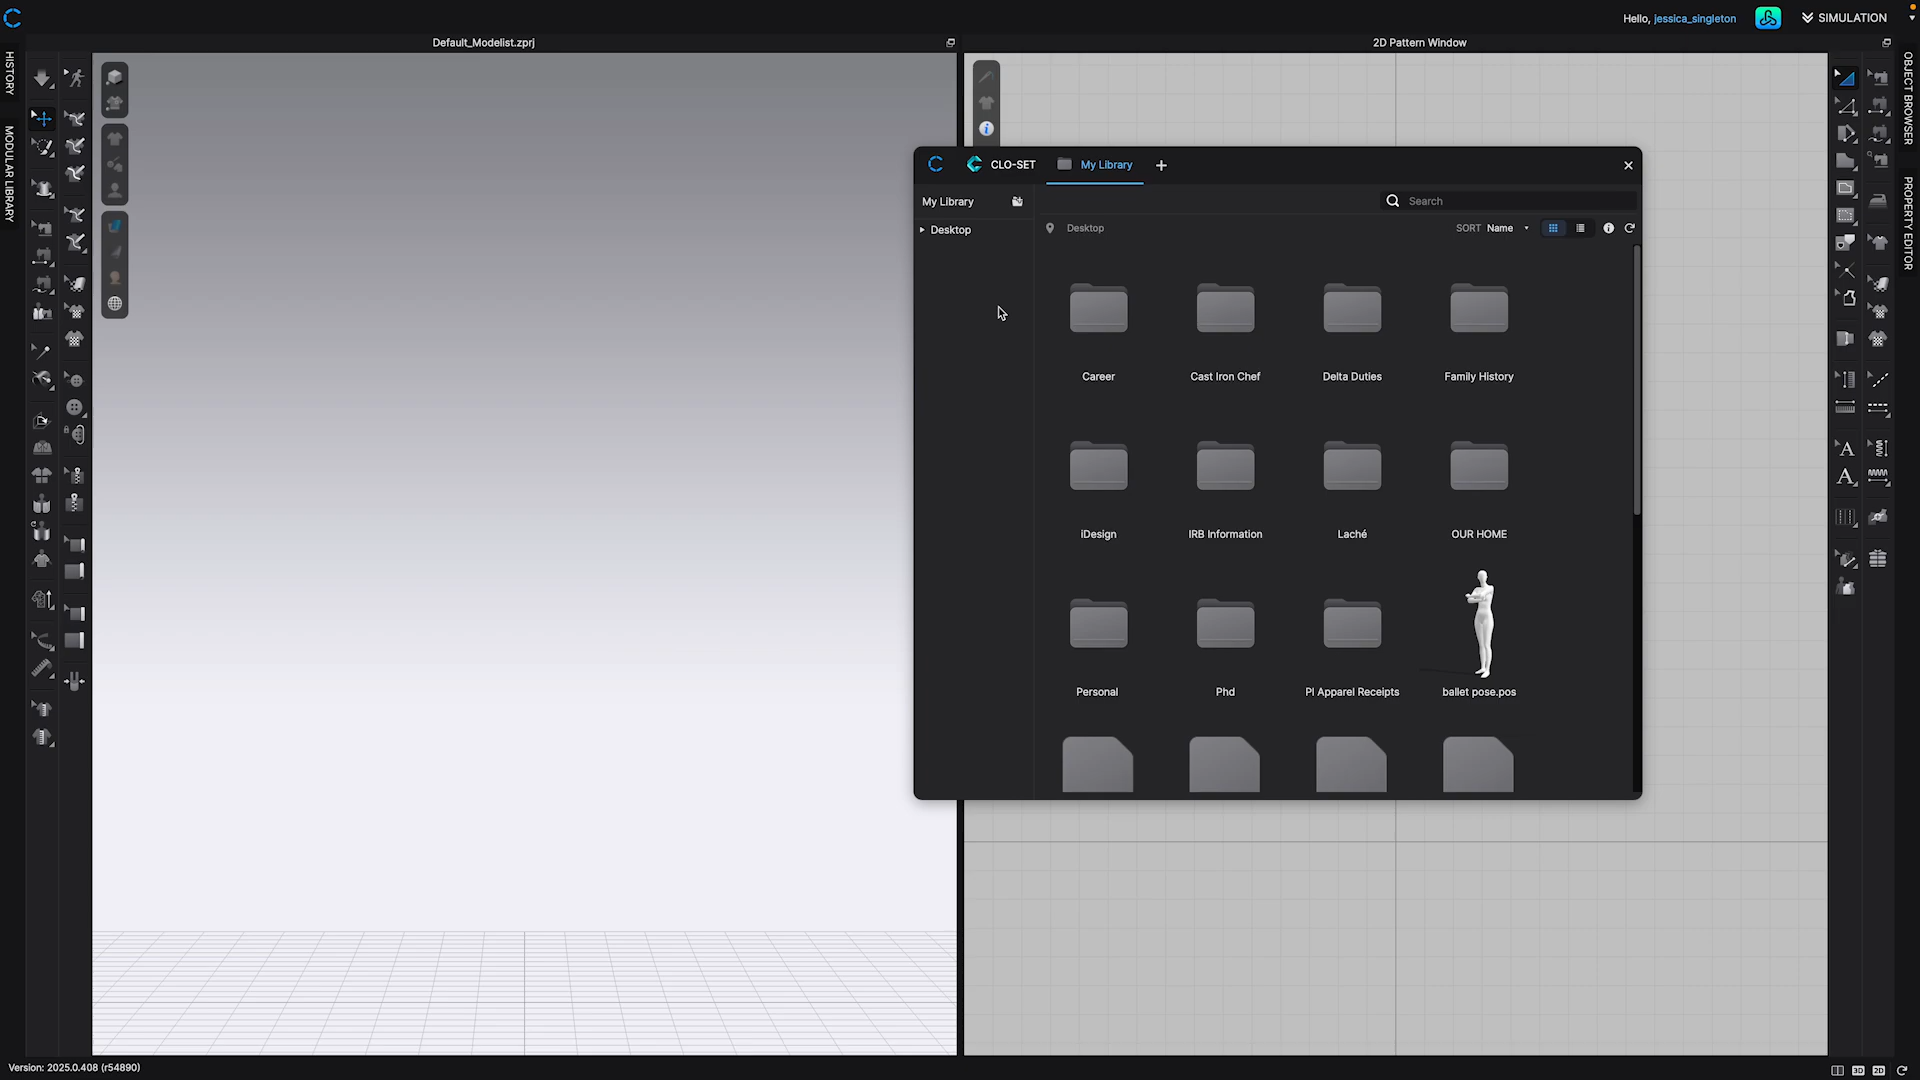 Hello, jessica_singleton
SIMULATION
Default_Modelist.zprj
2D Pattern Window
HISTORY
MODULAR LIBRARY
OBJECT BROWSER
PROPERTY EDITOR
CLO-SET
My Library
+
My Library
Search
Desktop
Desktop
SORT Name
Career
Cast Iron Chef
Delta Duties
Family History
iDesign
IRB Information
Laché
OUR HOME
Personal
Phd
PI Apparel Receipts
ballet pose.pos
A
A
Version: 2025.0.408 (r54890)
3D
2D